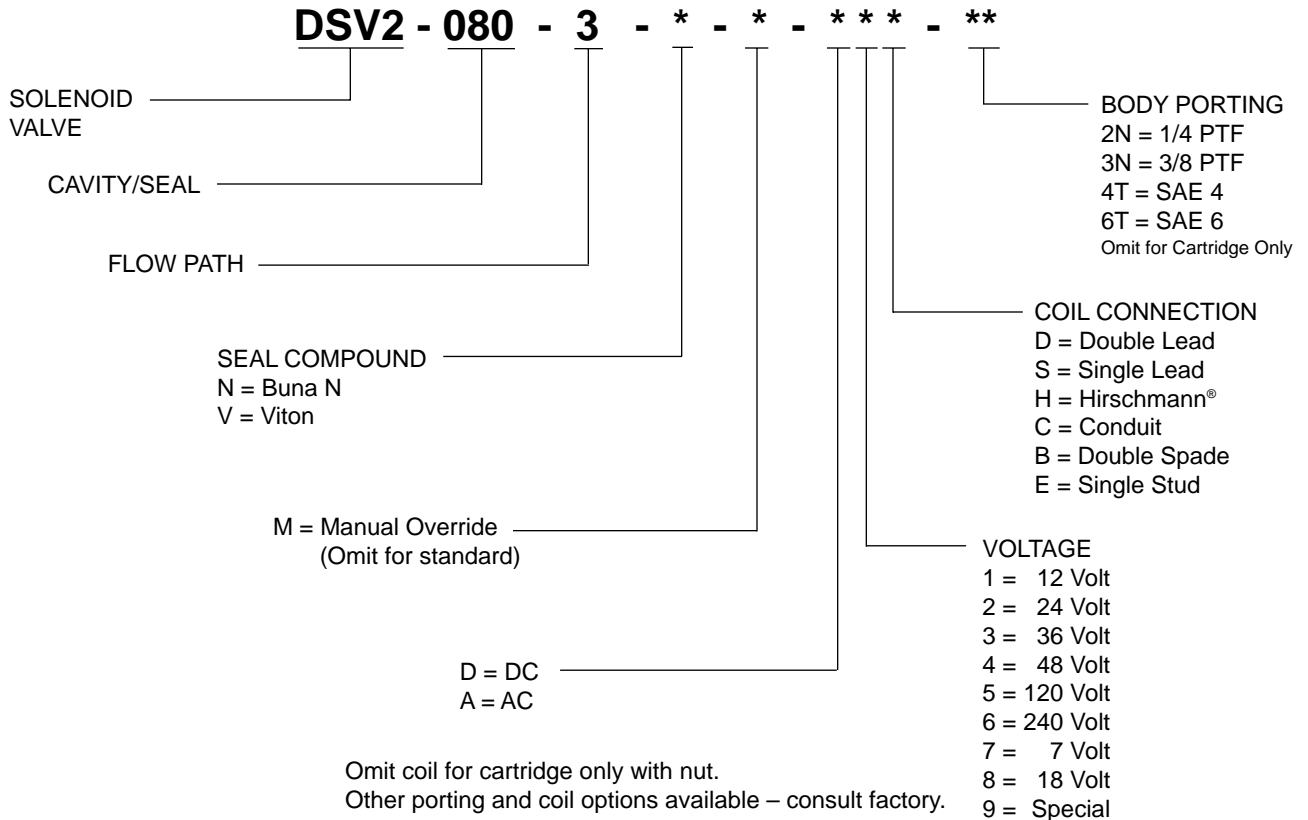 DSV2 - 080 - 3 - * - * - * * * - **
SOLENOID
VALVE
CAVITY/SEAL
FLOW PATH
SEAL COMPOUND
N = Buna N
V = Viton
M = Manual Override
(Omit for standard)
D = DC
A = AC
Omit coil for cartridge only with nut.
Other porting and coil options available – consult factory.
BODY PORTING
2N = 1/4 PTF
3N = 3/8 PTF
4T = SAE 4
6T = SAE 6
Omit for Cartridge Only
COIL CONNECTION
D = Double Lead
S = Single Lead
H = Hirschmann®
C = Conduit
B = Double Spade
E = Single Stud
VOLTAGE
1 = 12 Volt
2 = 24 Volt
3 = 36 Volt
4 = 48 Volt
5 = 120 Volt
6 = 240 Volt
7 = 7 Volt
8 = 18 Volt
9 = Special